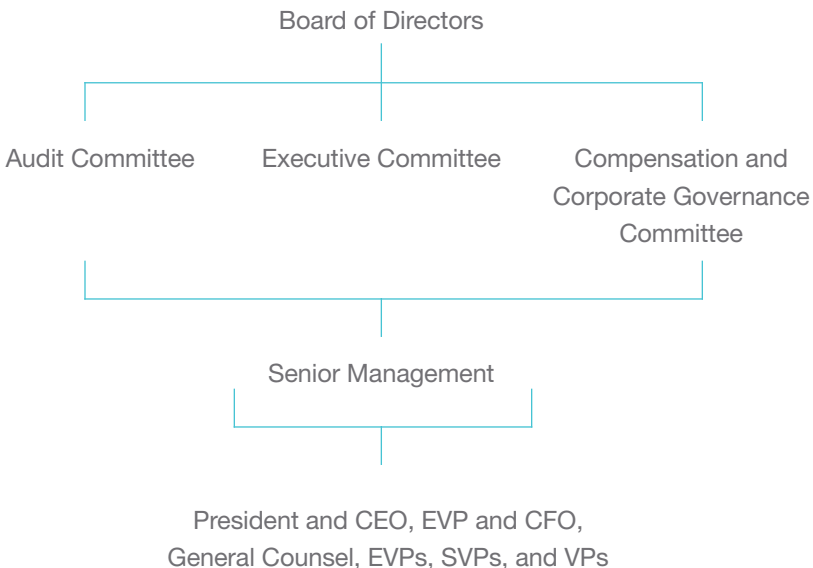 Board of Directors
Audit Committee
Executive Committee
Compensation and
Corporate Governance
Committee
Senior Management
President and CEO, EVP and CFO,
General Counsel, EVPs, SVPs, and VPs